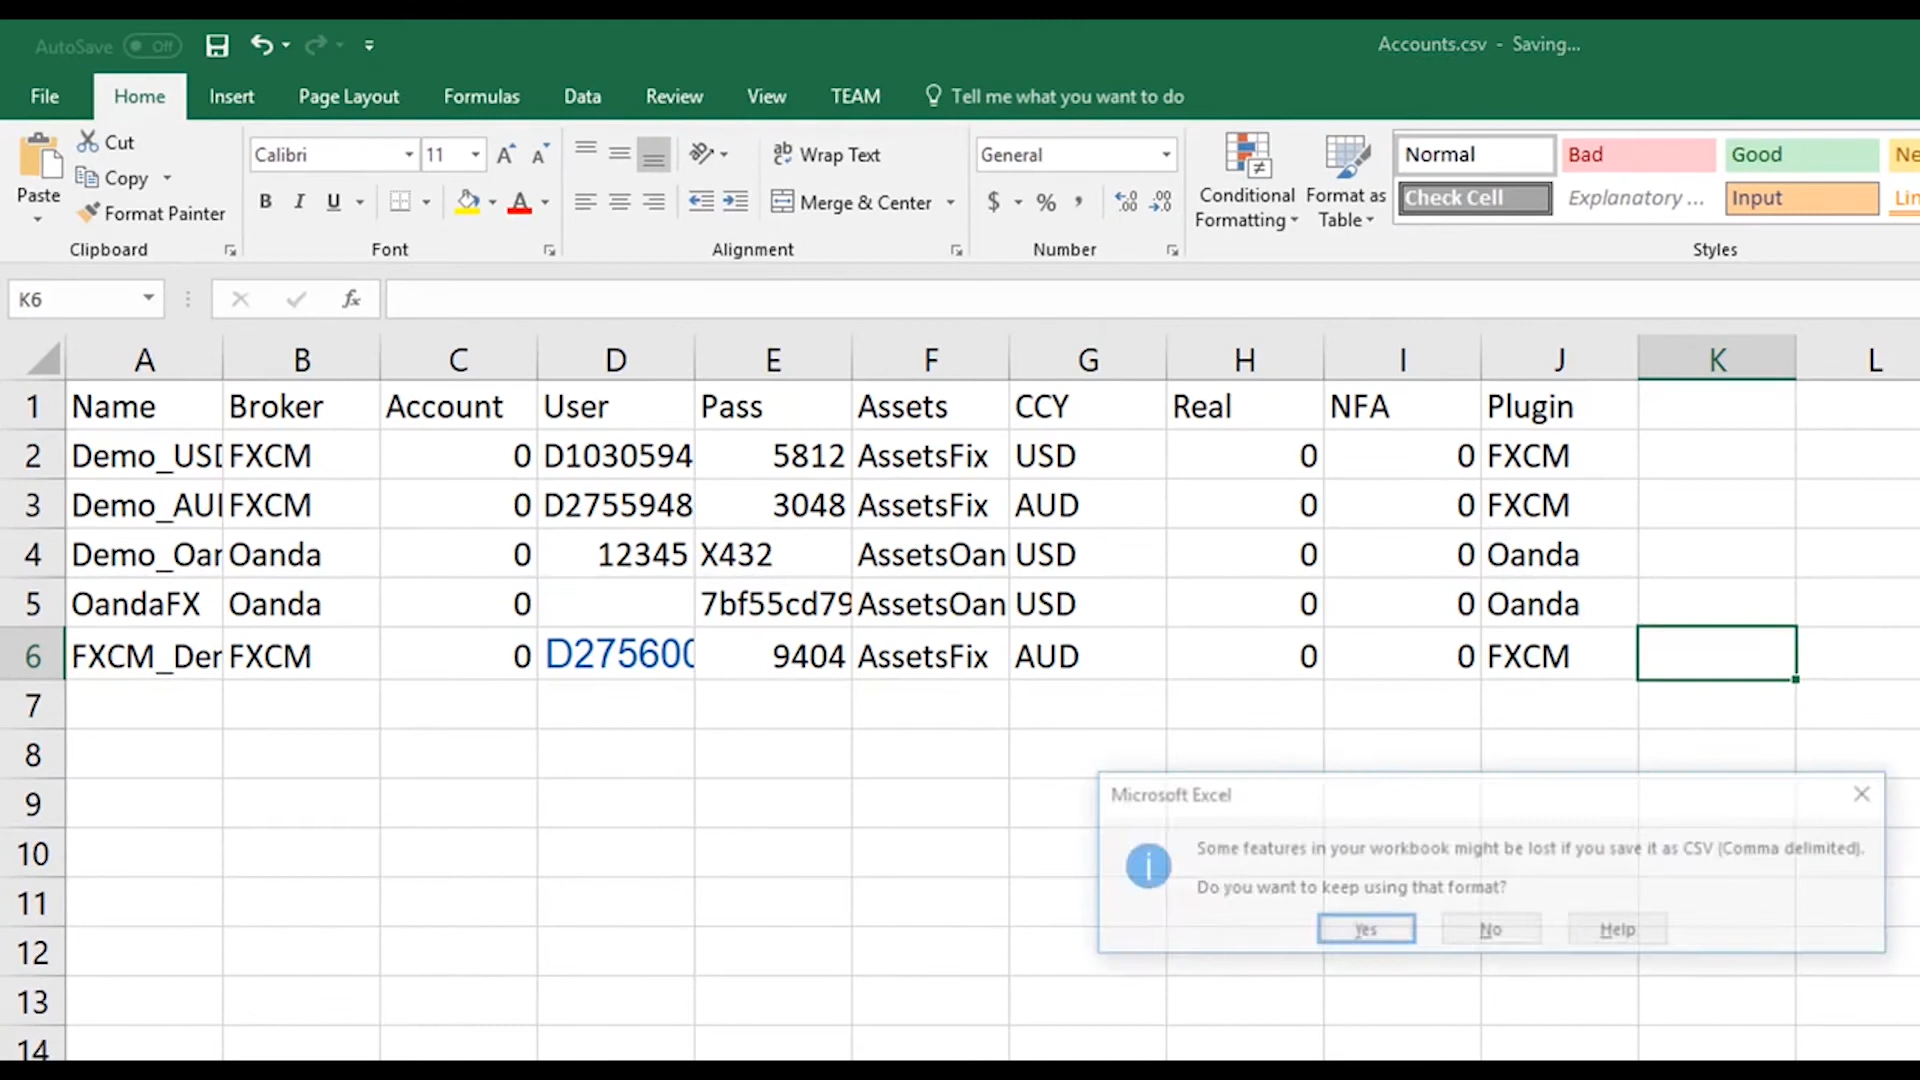 AutoSave Off
Accounts.csv - Saving...
File Home Insert Page Layout Formulas Data Review View TEAM Tell me what you want to do
Paste
Cut
Copy
Format Painter
Clipboard
Calibri 11
B I U
Font
Wrap Text
Merge & Center
Alignment
General
$ % ,
Number
Conditional Formatting
Format as Table
Normal Bad Good Ne
Check Cell Explanatory ... Input Lin
Styles
K6 fx
A B C D E F G H I J K L
1 Name Broker Account User Pass Assets CCY Real NFA Plugin
2 Demo_USD FXCM 0 D1030594 5812 AssetsFix USD 0 0 FXCM
3 Demo_AU FXCM 0 D2755948 3048 AssetsFix AUD 0 0 FXCM
4 Demo_Oan Oanda 0 12345 X432 AssetsOan USD 0 0 Oanda
5 OandaFX Oanda 0 7bf55cd79 AssetsOan USD 0 0 Oanda
6 FXCM_Der FXCM 0 D275600 9404 AssetsFix AUD 0 0 FXCM
7
8
9
10
11
12
13
14
Microsoft Excel
Some features in your workbook might be lost if you save it as CSV (Comma delimited).
Do you want to keep using that format?
Yes No Help